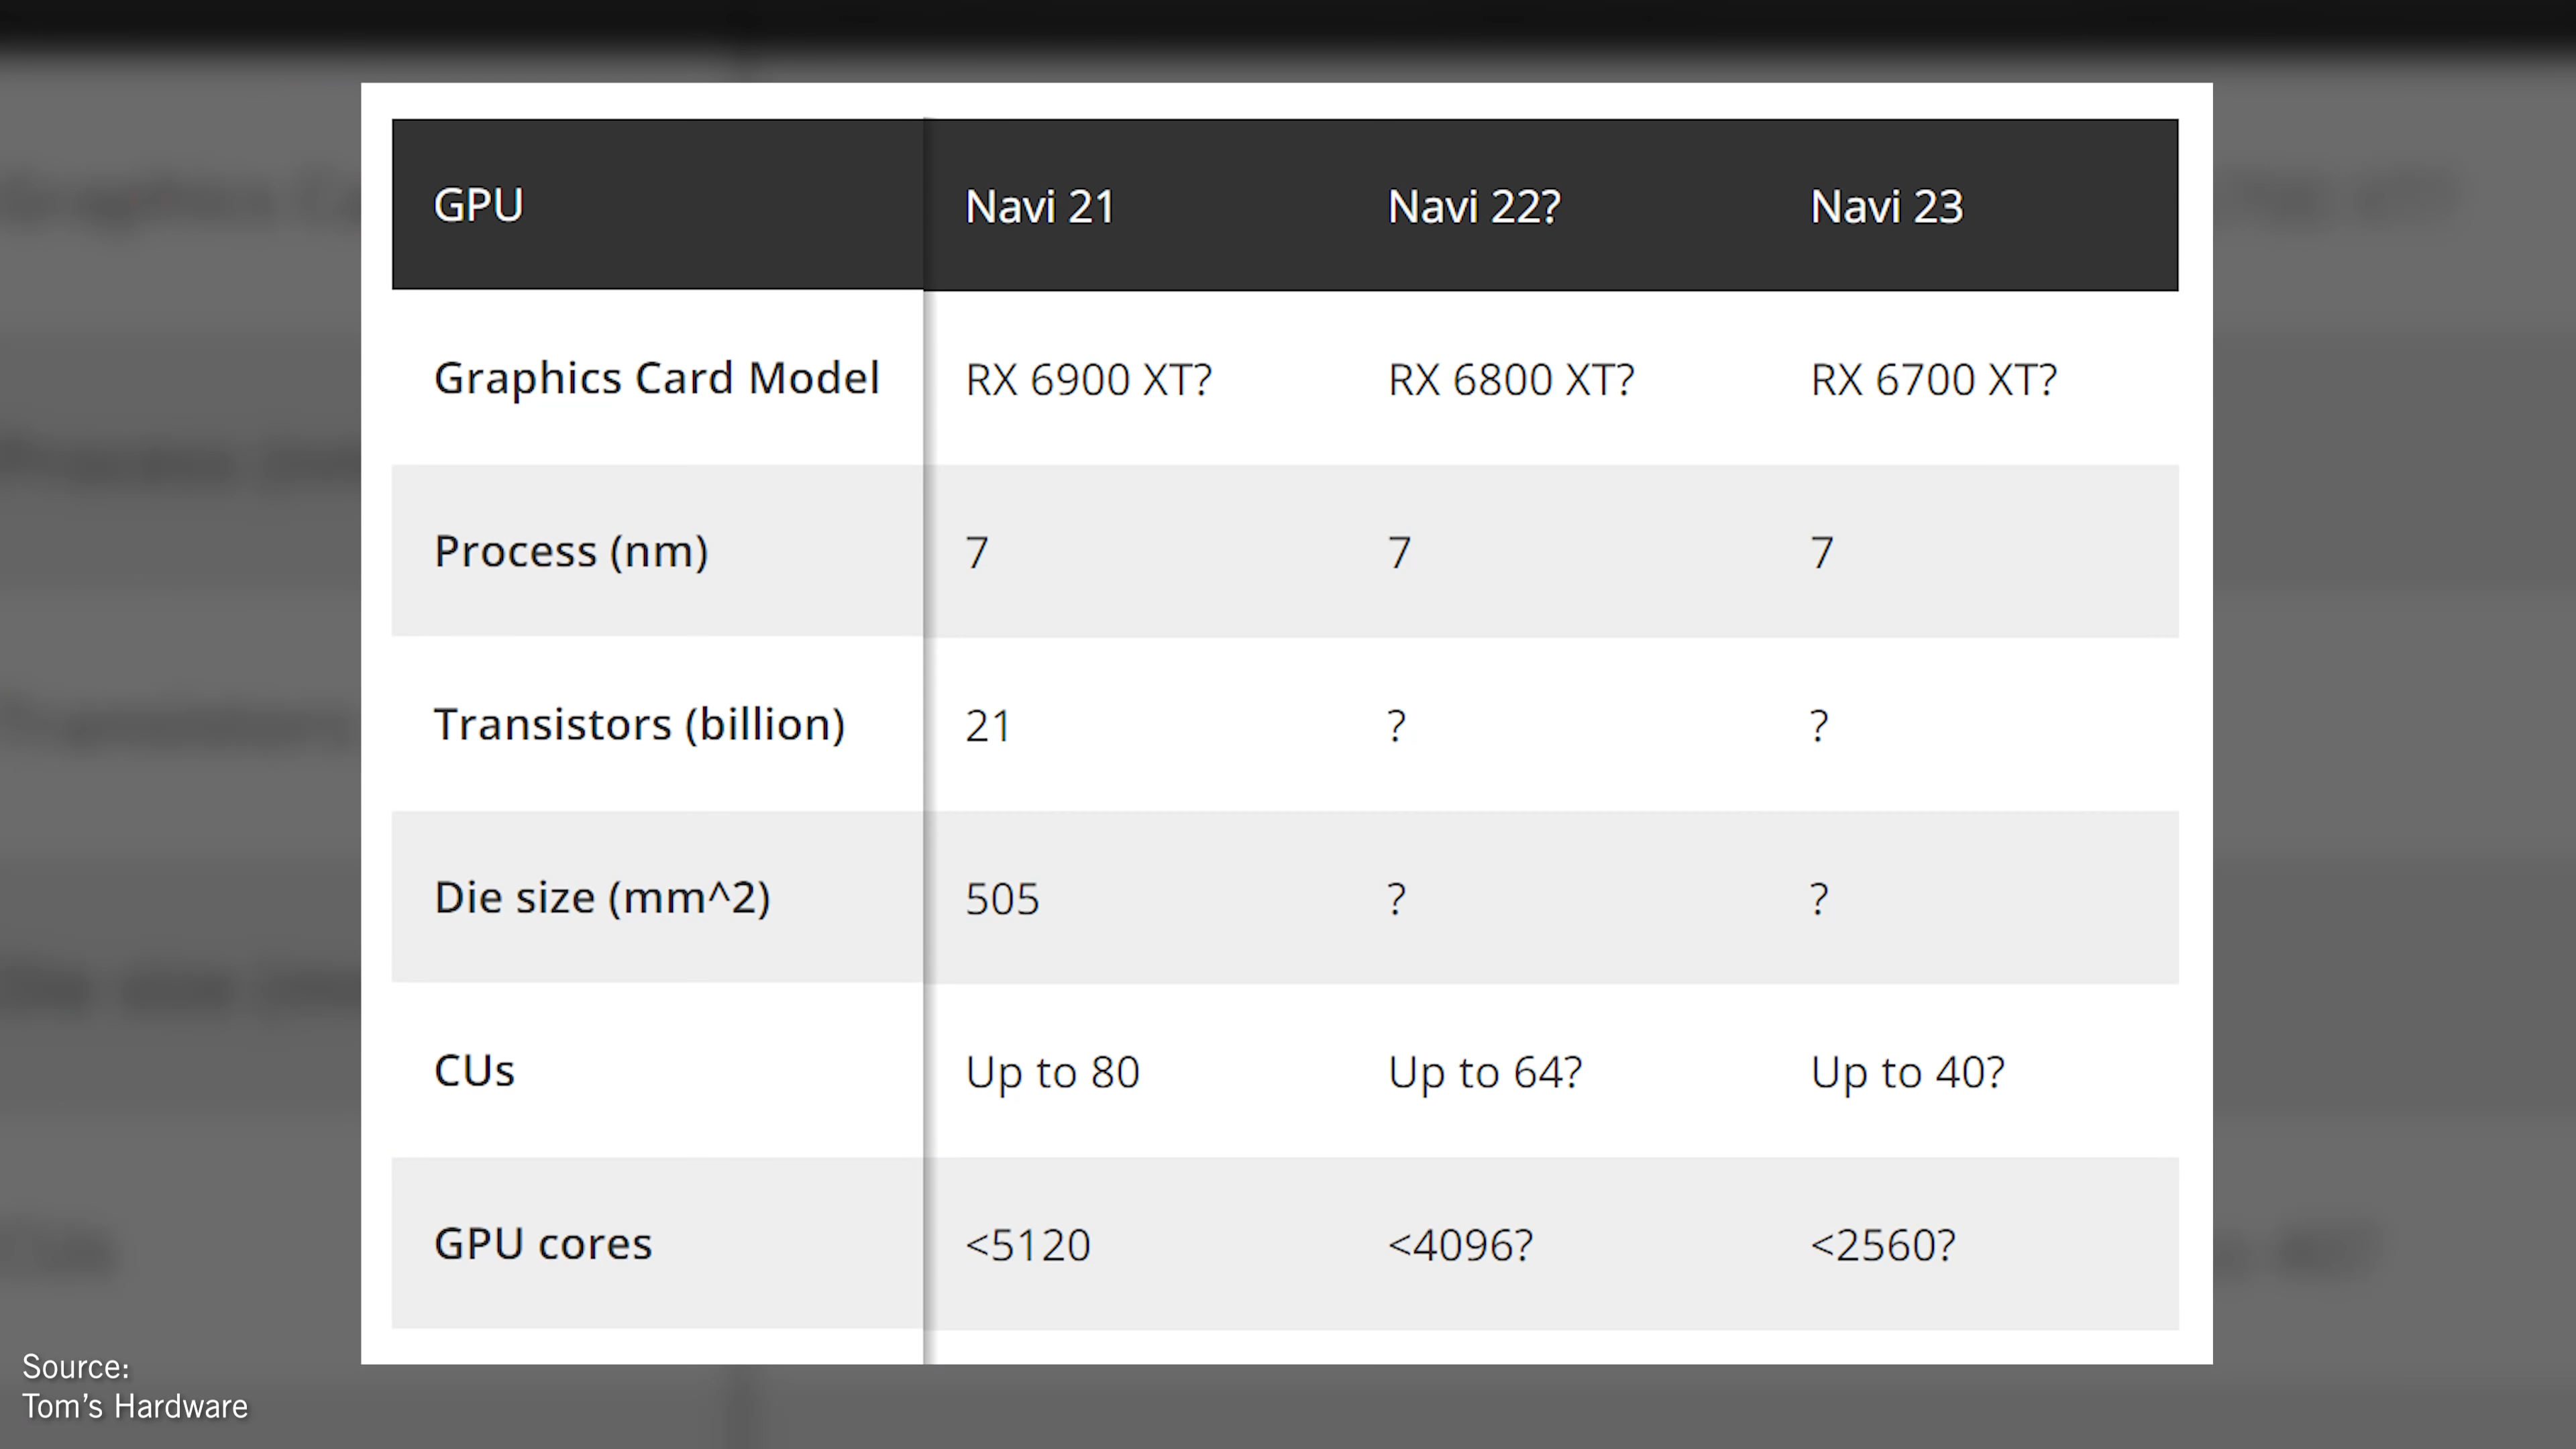 GPU Navi 21 Navi 22? Navi 23
Graphics Card Model RX 6900 XT? RX 6800 XT? RX 6700 XT?
Process (nm) 7 7 7
Transistors (billion) 21 ? ?
Die size (mm^2) 505 ? ?
CUs Up to 80 Up to 64? Up to 40?
GPU cores <5120 <4096? <2560?
Source:
Tom's Hardware